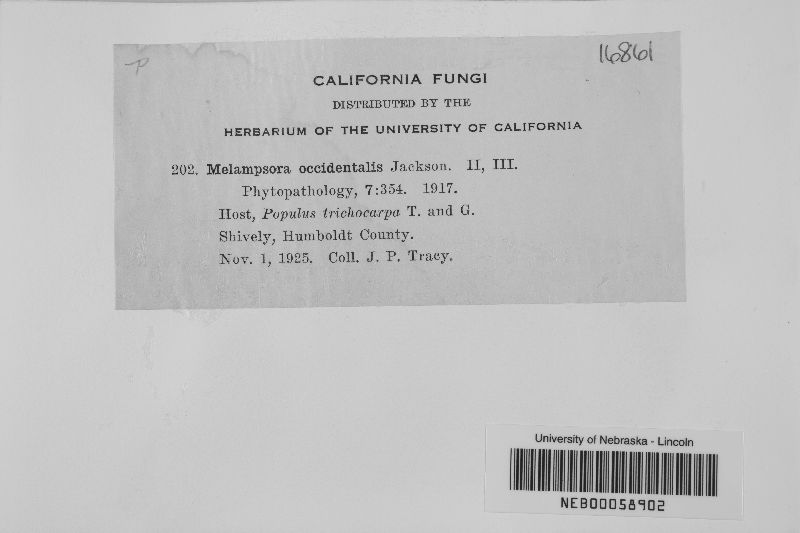 p
16861
CALIFORNIA FUNGI
DISTRIBUTED BY THE
HERBARIUM OF THE UNIVERSITY OF CALIFORNIA
202. Melampsora occidentalis Jackson. II, III.
Phytopathology, 7:354. 1917.
Host, Populus trichocarpa T. and G.
Shively, Humboldt County.
Nov. 1, 1925. Coll. J. P. Tracy.
University of Nebraska - Lincoln
NEB00058902